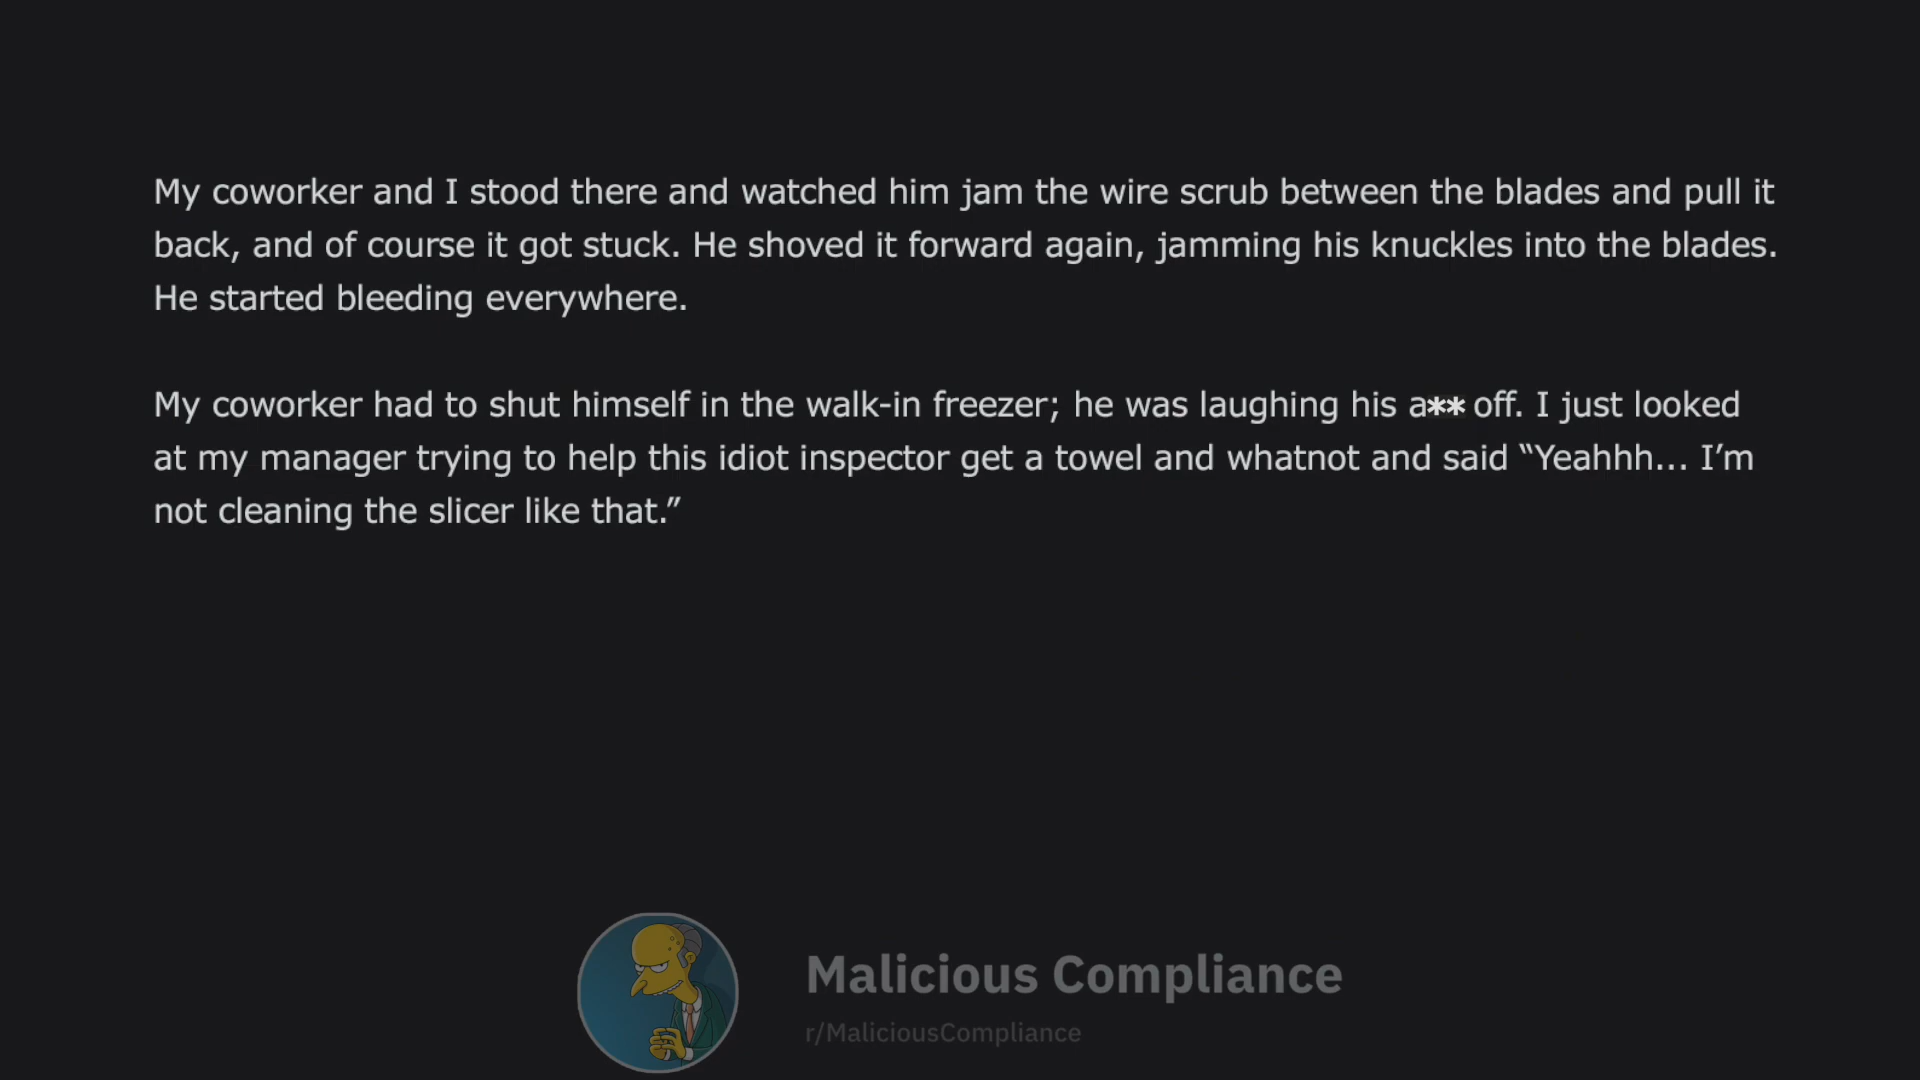 My coworker and I stood there and watched him jam the wire scrub between the blades and pull it
back, and of course it got stuck. He shoved it forward again, jamming his knuckles into the blades.
He started bleeding everywhere.
My coworker had to shut himself in the walk-in freezer; he was laughing his a** off. I just looked
at my manager trying to help this idiot inspector get a towel and whatnot and said “Yeahhh... I’m
not cleaning the slicer like that.”
Malicious Compliance
r/MaliciousCompliance